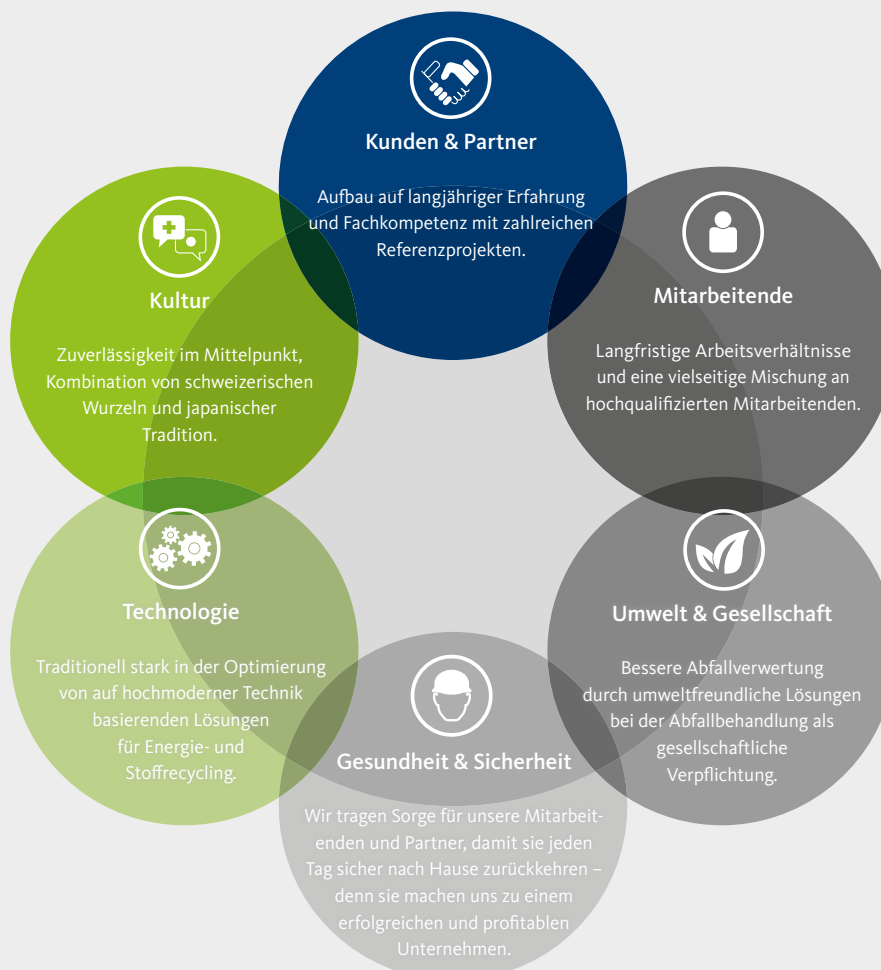 Kunden & Partner
Aufbau auf langjähriger Erfahrung
und Fachkompetenz mit zahlreichen
Referenzprojekten.
Kultur
Zuverlässigkeit im Mittelpunkt,
Kombination von schweizerischen
Wurzeln und japanischer
Tradition.
Mitarbeitende
Langfristige Arbeitsverhältnisse
und eine vielseitige Mischung an
hochqualifizierten Mitarbeitenden.
Technologie
Traditionell stark in der Optimierung
von auf hochmoderner Technik
basierenden Lösungen
für Energie- und
Stoffrecycling.
Umwelt & Gesellschaft
Bessere Abfallverwertung
durch umweltfreundliche Lösungen
bei der Abfallbehandlung als
gesellschaftliche
Verpflichtung.
Gesundheit & Sicherheit
Wir tragen Sorge für unsere Mitarbeit-
enden und Partner, damit sie jeden
Tag sicher nach Hause zurückkehren –
denn sie machen uns zu einem
erfolgreichen und profitablen
Unternehmen.